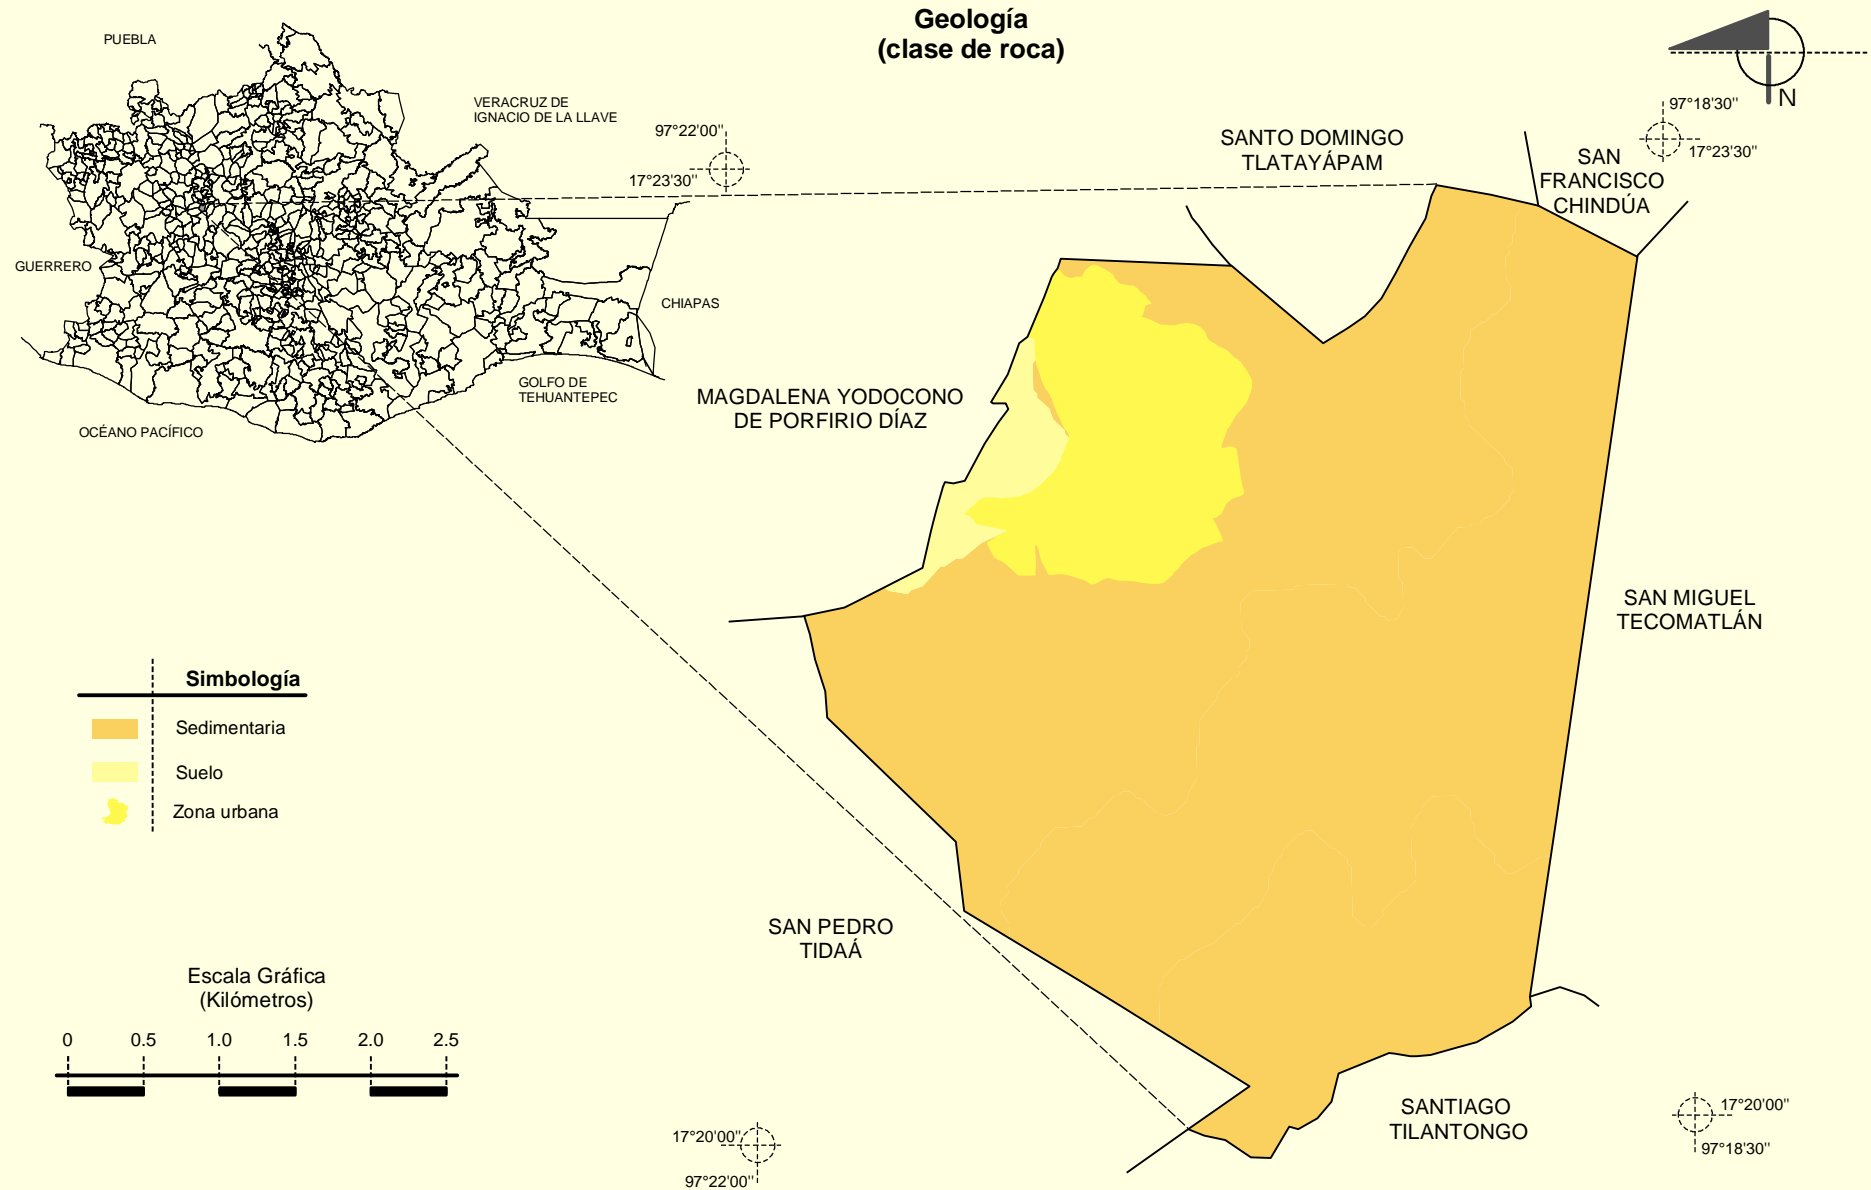 Geología
(clase de roca)
PUEBLA
VERACRUZ DE
IGNACIO DE LA LLAVE
GUERRERO
CHIAPAS
GOLFO DE
TEHUANTEPEC
OCÉANO PACÍFICO
N
97°22'00"
17°23'30"
97°18'30"
17°23'30"
SANTO DOMINGO
TLATAYÁPAM
SAN
FRANCISCO
CHINDÚA
MAGDALENA YODOCONO
DE PORFIRIO DÍAZ
SAN MIGUEL
TECOMATLÁN
SAN PEDRO
TIDAÁ
SANTIAGO
TILANTONGO
Simbología
Sedimentaria
Suelo
Zona urbana
Escala Gráfica
(Kilómetros)
0 0.5 1.0 1.5 2.0 2.5
17°20'00"
97°22'00"
17°20'00"
97°18'30"